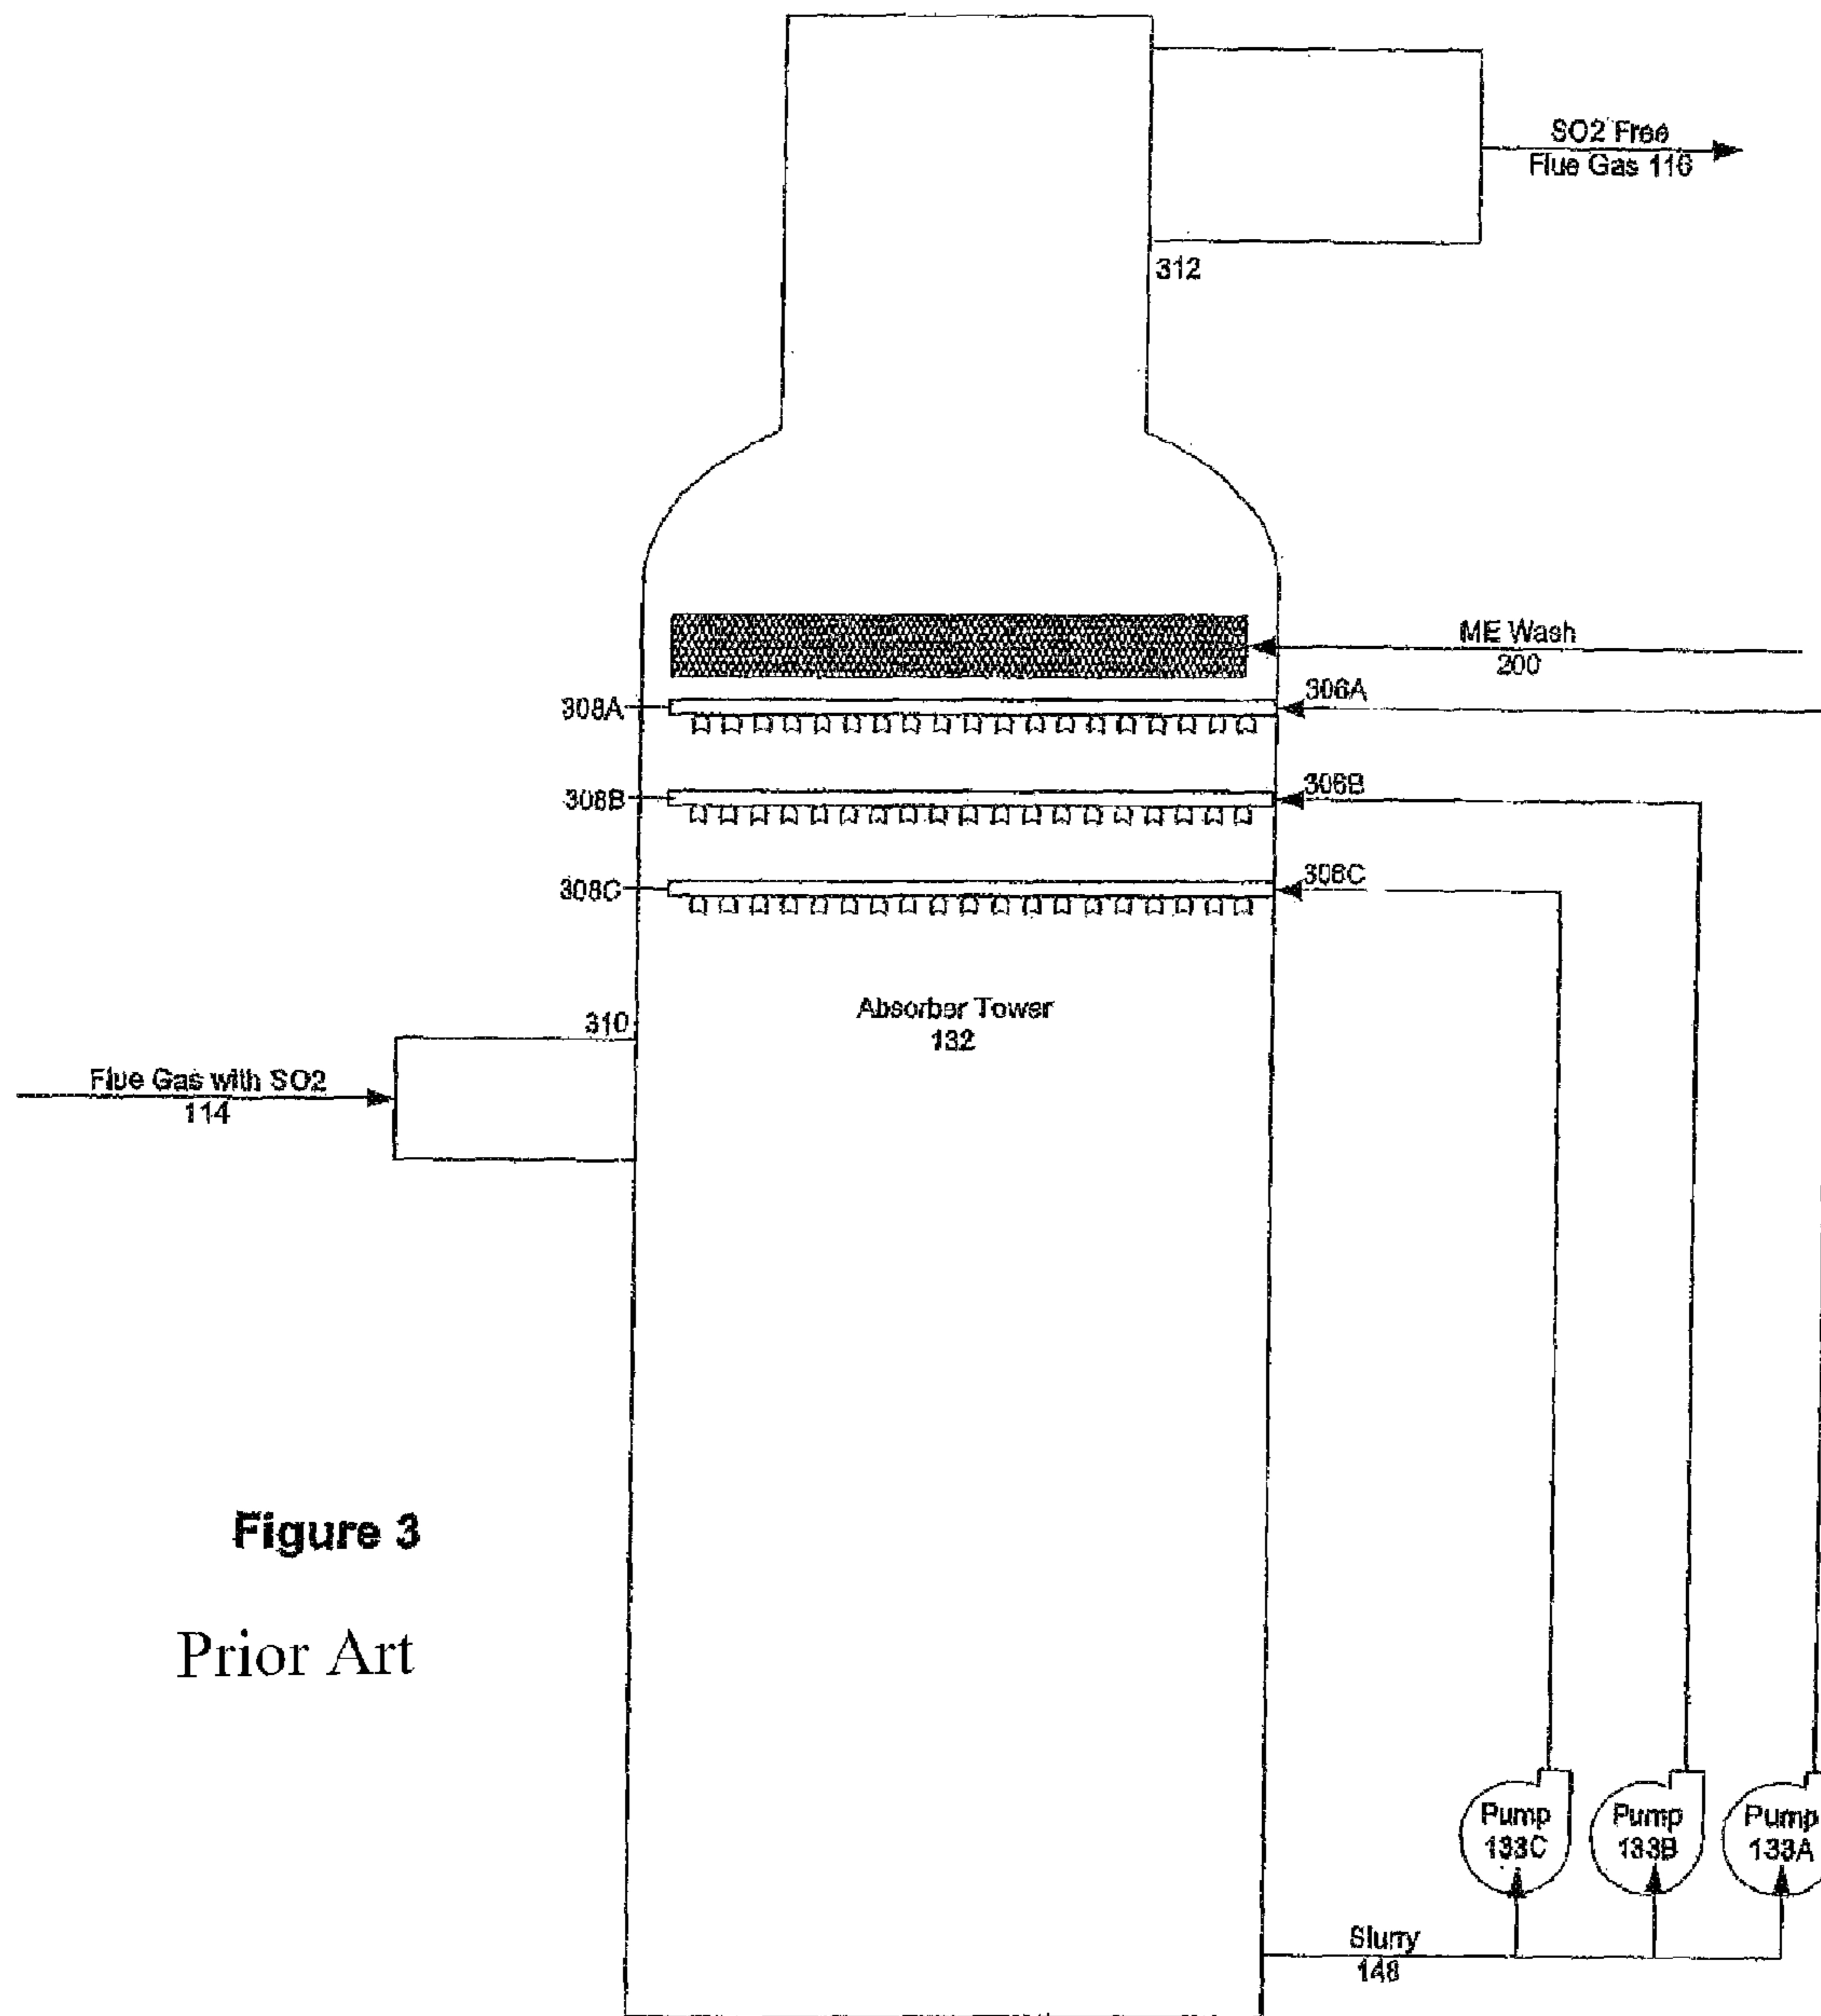 SO2 Free
Flue Gas 116
312
ME Wash
200
308A
306A
308B
306B
308C
306C
Absorber Tower
132
310
Flue Gas with SO2
114
Figure 3
Prior Art
Pump
133C
Pump
133B
Pump
133A
Slurry
148